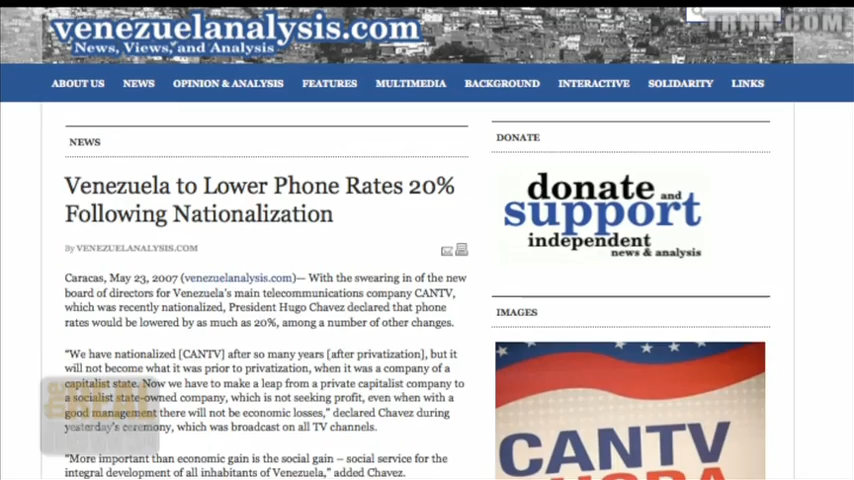 TRNN.COM
venezuelanalysis.com
News, Views, and Analysis
ABOUT US NEWS OPINION & ANALYSIS FEATURES MULTIMEDIA BACKGROUND INTERACTIVE SOLIDARITY LINKS
NEWS
Venezuela to Lower Phone Rates 20%
Following Nationalization
By VENEZUELANALYSIS.COM
Caracas, May 23, 2007 (venezuelanalysis.com)— With the swearing in of the new
board of directors for Venezuela's main telecommunications company CANTV,
which was recently nationalized, President Hugo Chavez declared that phone
rates would be lowered by as much as 20%, among a number of other changes.
"We have nationalized [CANTV] after so many years [after privatization], but it
will not become what it was prior to privatization, when it was a company of a
capitalist state. Now we have to make a leap from a private capitalist company to
a socialist state-owned company, which is not seeking profit, even when with a
good management there will not be economic losses," declared Chavez during
yesterday's ceremony, which was broadcast on all TV channels.
"More important than economic gain is the social gain – social service for the
integral development of all inhabitants of Venezuela," added Chavez.
DONATE
donate and
support
independent
news & analysis
IMAGES
CANTV